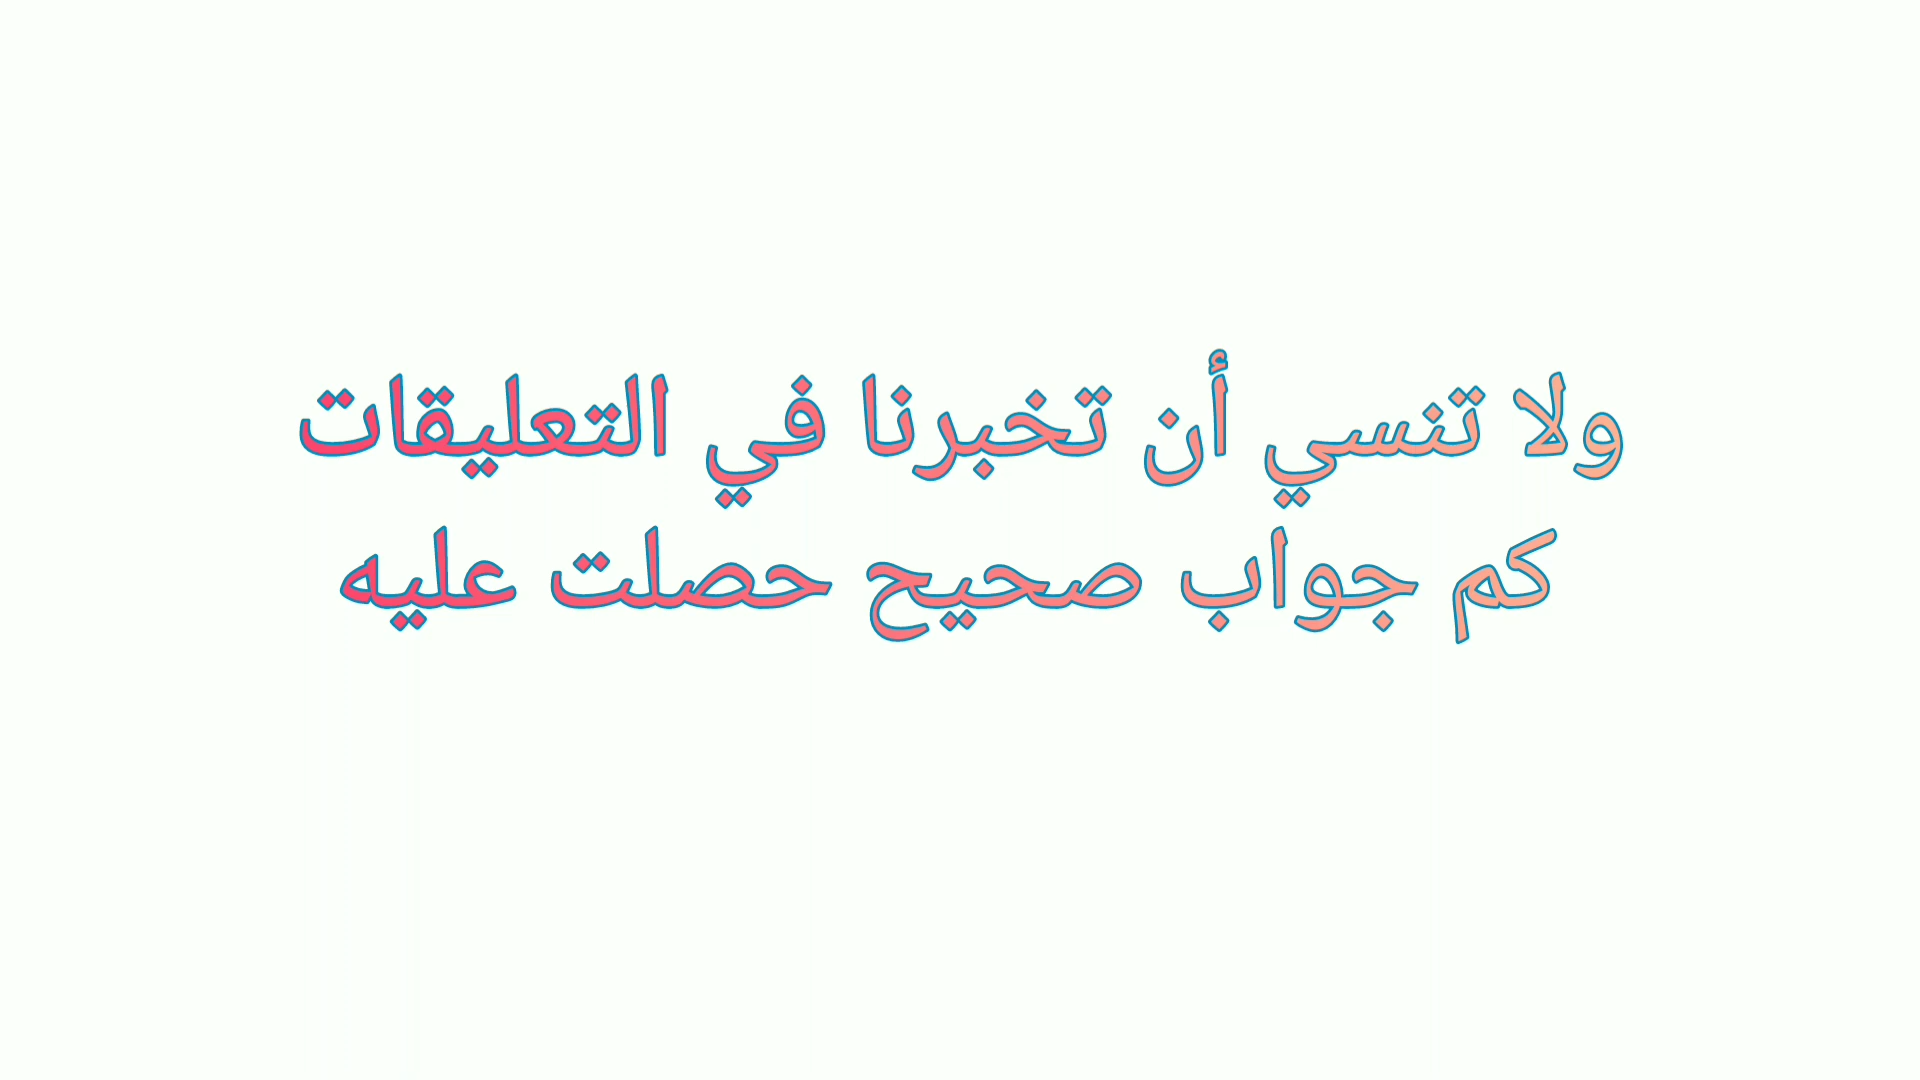 ولا تنسي أن تخبرنا في التعليقات
كم جواب صحيح حصلت عليه